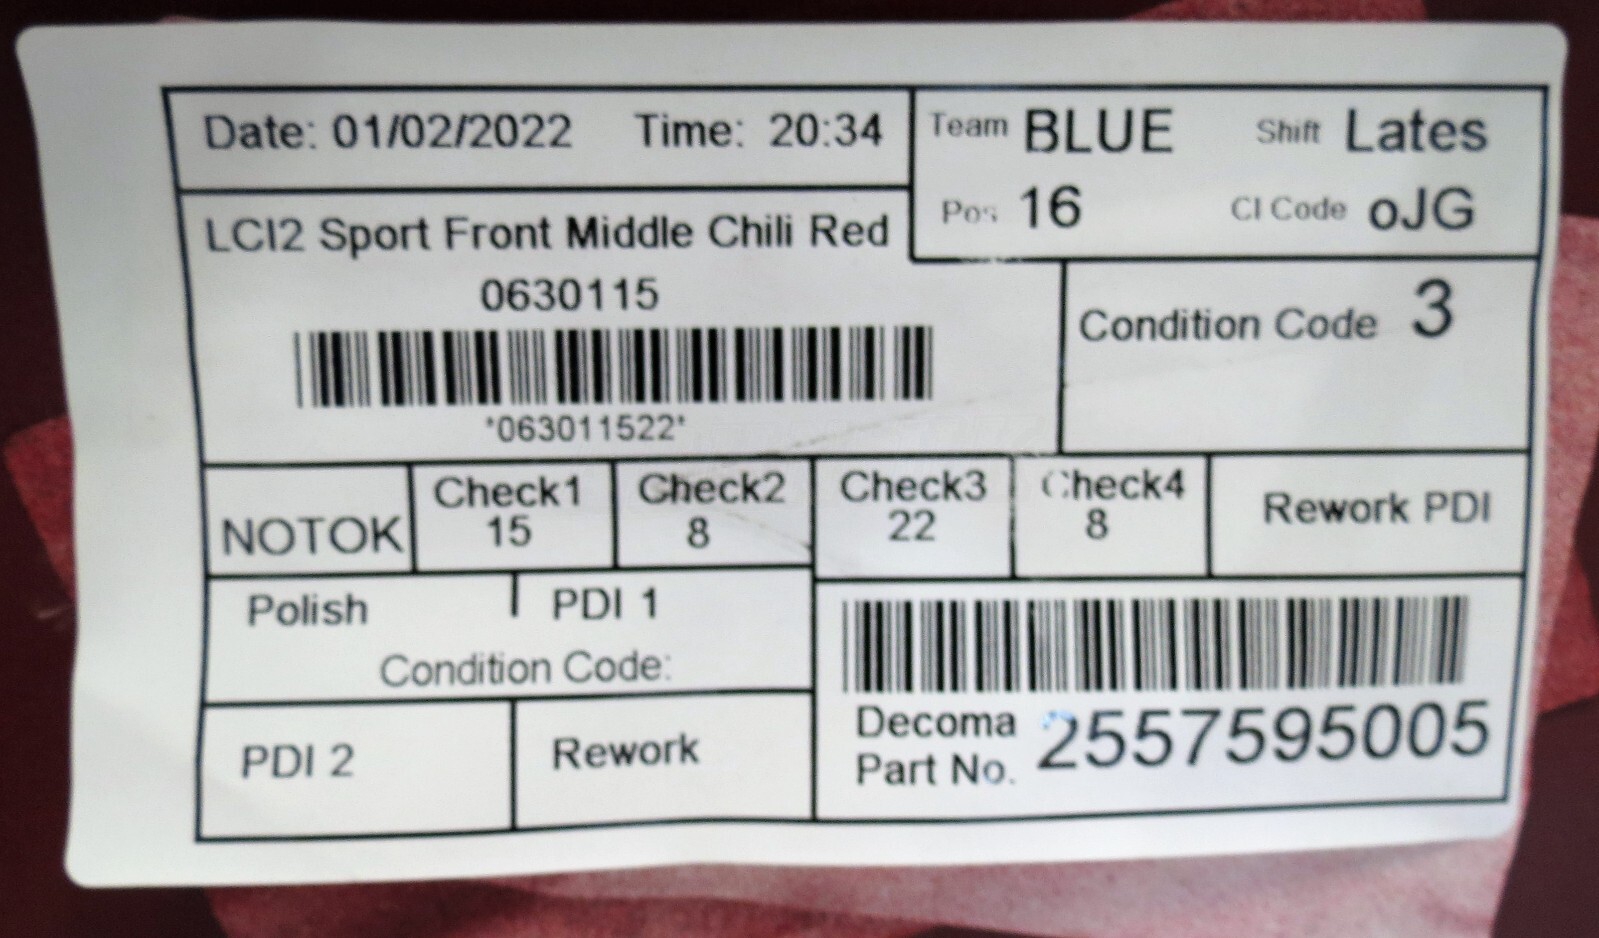 Date: 01/02/2022 Time: 20:34
Team BLUE Shift Lates
Pos 16 CI Code oJG
LCI2 Sport Front Middle Chili Red
0630115
*063011522*
Condition Code 3
NOTOK
Check1
15
Check2
8
Check3
22
Check4
8
Rework PDI
Polish PDI 1
Condition Code:
PDI 2 Rework
Decoma
Part No. 2557595005